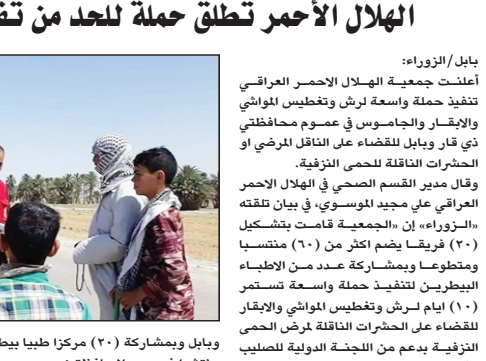 الهلال الأحمر تطلق حملة للحد من
بابل/الزوراء:
أعلنت جمعية الهلال الاحمر العراقي
تنفيذ حملة واسعة لرش وتغطيس المواشي
والابقار والجاموس في عموم محافظتي
ذي قار وبابل للقضاء على الناقل المرضي او
الحشرات الناقلة للحمى النزفية.
وقال مدير القسم الصحي في الهلال الاحمر
العراقي علي مجيد الموسوي، في بيان تلقته
«الزوراء» إن «الجمعية قامت بتشكيل
(٢٠) فريقا يضم اكثر من (٦٠) منتسبا
ومتطوعا وبمشاركة عدد من الاطباء
البيطرين لتنفيذ حملة واسعة تستمر
(١٠) ايام لرش وتغطيس المواشي والابقار
للقضاء على الحشرات الناقلة لمرض الحمى
النزفية بدعم من اللجنة الدولية للصليب
وبابل وبمشاركة (٢٠) مركزا طبيا